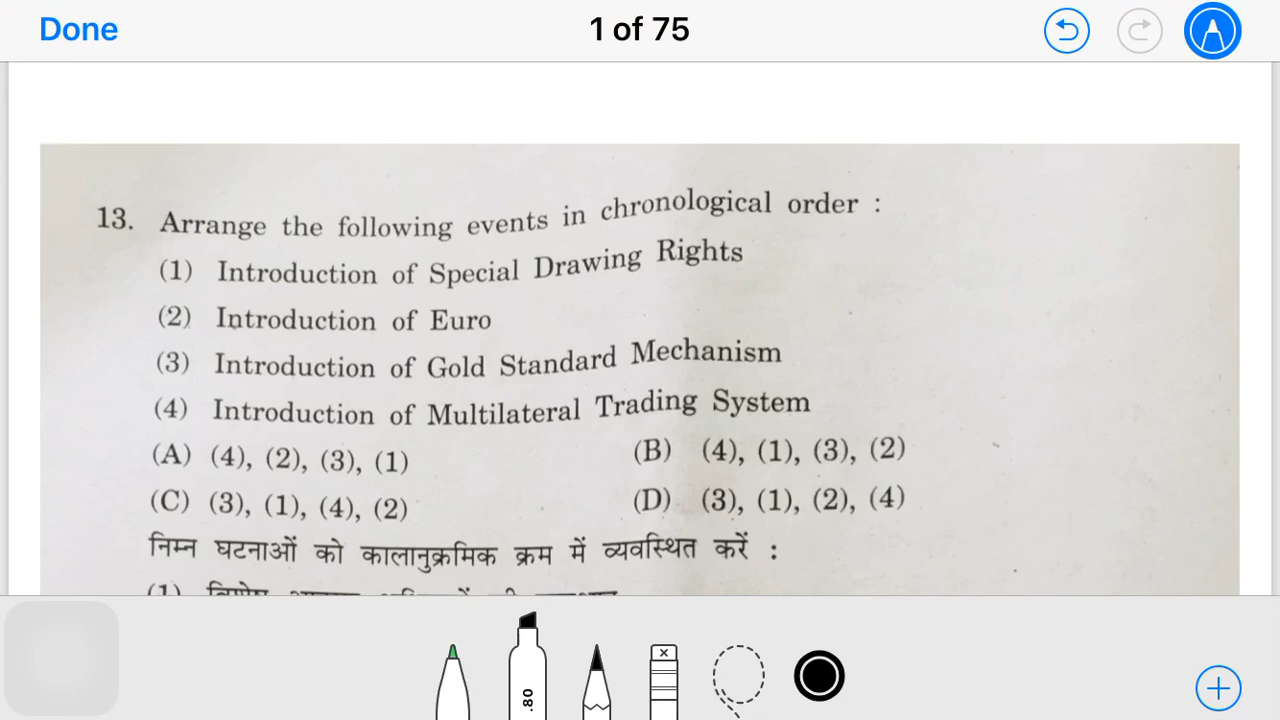 Done
1 of 75
13. Arrange the following events in chronological order :
(1) Introduction of Special Drawing Rights
(2) Introduction of Euro
(3) Introduction of Gold Standard Mechanism
(4) Introduction of Multilateral Trading System
(A) (4), (2), (3), (1) (B) (4), (1), (3), (2)
(C) (3), (1), (4), (2) (D) (3), (1), (2), (4)
निम्न घटनाओं को कालानुक्रमिक क्रम में व्यवस्थित करें :
(1)
.80